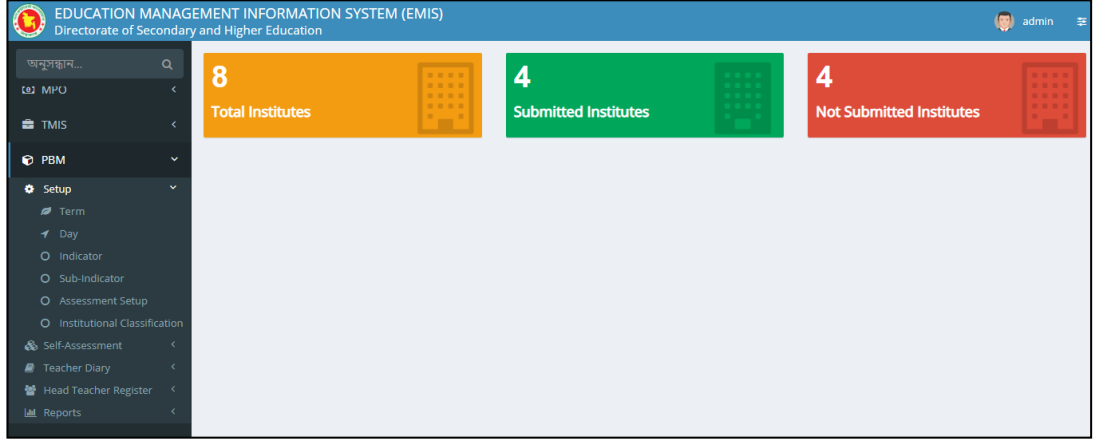 EDUCATION MANAGEMENT INFORMATION SYSTEM (EMIS)
Directorate of Secondary and Higher Education
admin
অনুসন্ধান...
MPO
TMIS
PBM
Setup
Term
Day
Indicator
Sub-Indicator
Assessment Setup
Institutional Classification
Self-Assessment
Teacher Diary
Head Teacher Register
Reports
8
Total Institutes
4
Submitted Institutes
4
Not Submitted Institutes